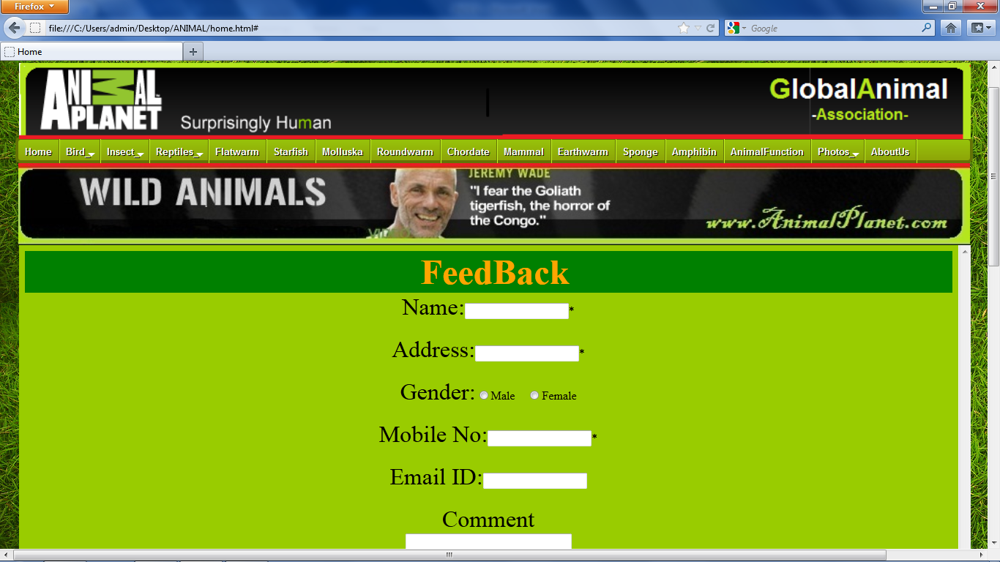 Firefox
file:///C:/Users/admin/Desktop/ANIMAL/home.html#
Google
Home
ANIMAL PLANET
Surprisingly Human
GlobalAnimal
-Association-
Home Bird Insect Reptiles Flatwarm Starfish Molluska Roundwarm Chordate Mammal Earthwarm Sponge Amphibin AnimalFunction Photos AboutUs
WILD ANIMALS
JEREMY WADE
"I fear the Goliath
tigerfish, the horror of
the Congo."
www.AnimalPlanet.com
FeedBack
Name: *
Address: *
Gender: Male Female
Mobile No: *
Email ID:
Comment